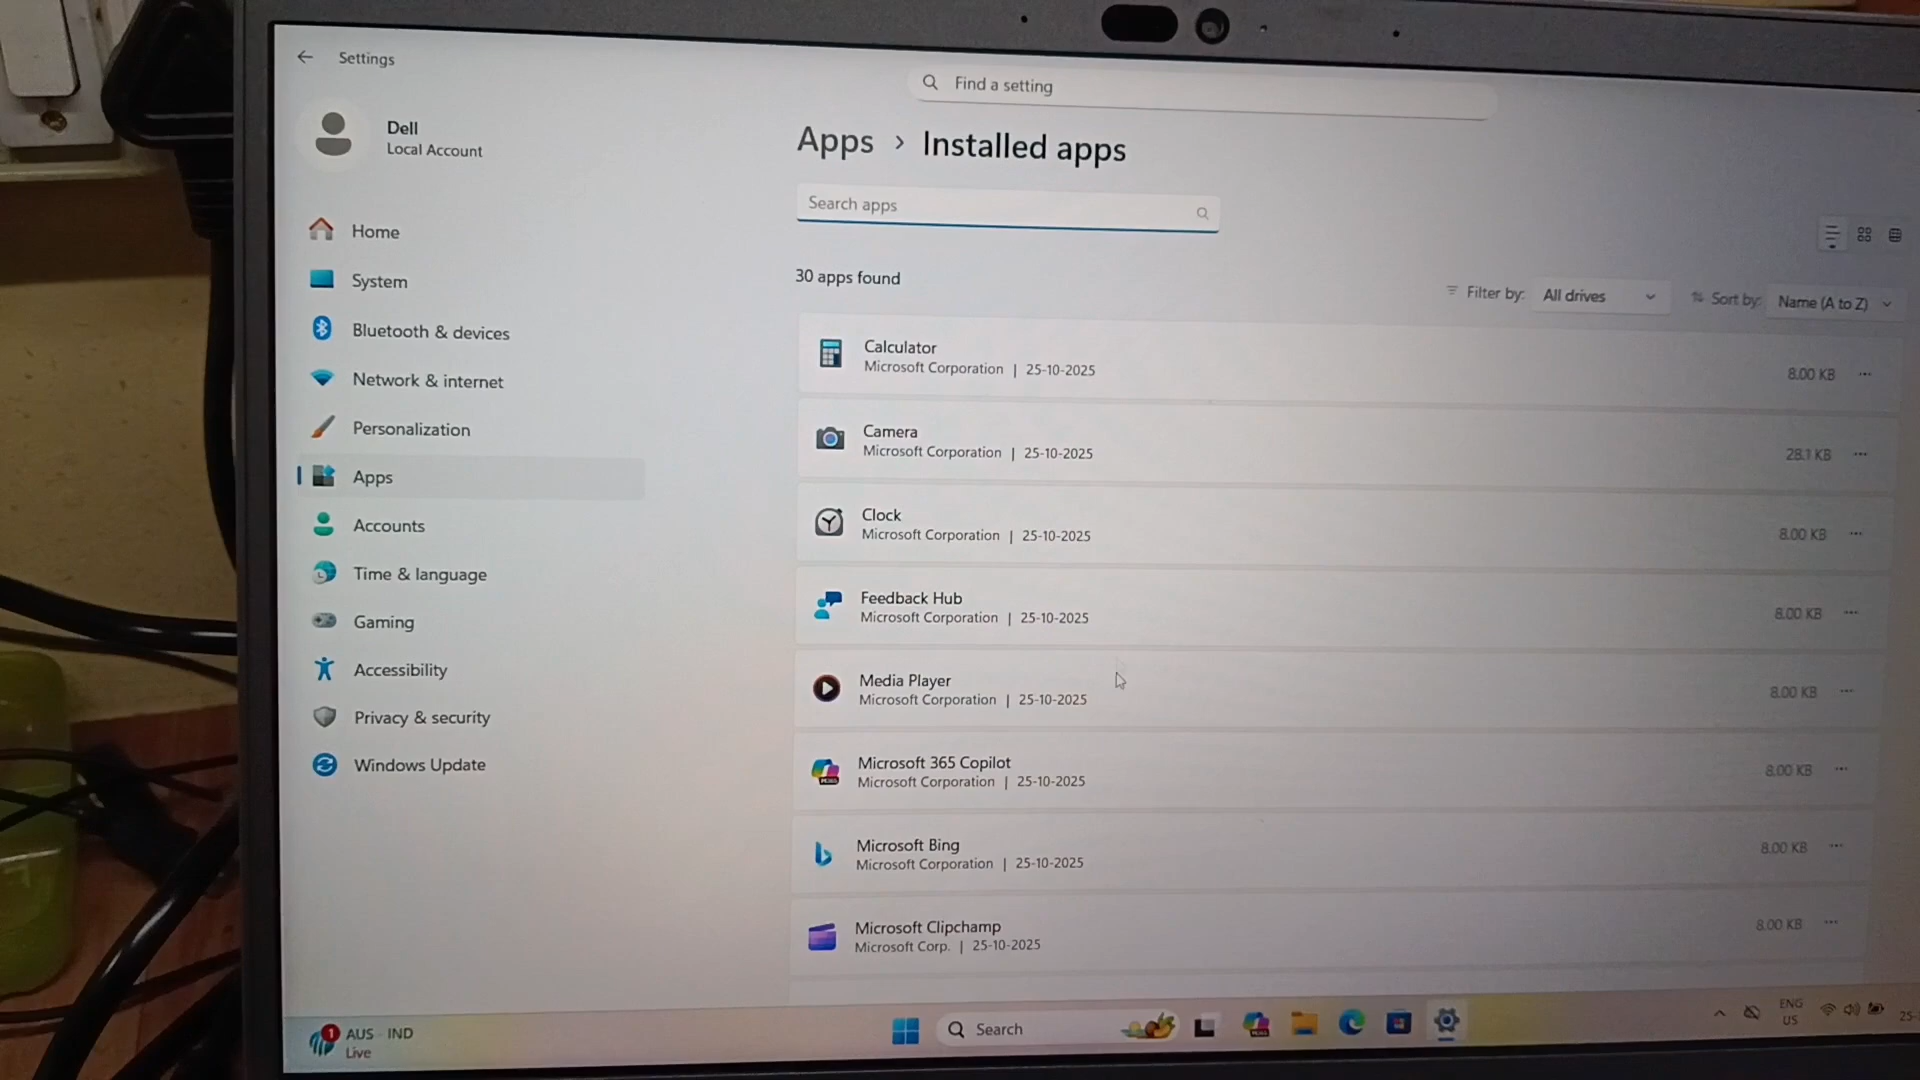 Settings
Find a setting
Dell
Local Account
Home
System
Bluetooth & devices
Network & internet
Personalization
Apps
Accounts
Time & language
Gaming
Accessibility
Privacy & security
Windows Update
Apps > Installed apps
Search apps
30 apps found
Filter by: All drives
Sort by: Name (A to Z)
Calculator
Microsoft Corporation | 25-10-2025
8.00 KB
Camera
Microsoft Corporation | 25-10-2025
28.1 KB
Clock
Microsoft Corporation | 25-10-2025
8.00 KB
Feedback Hub
Microsoft Corporation | 25-10-2025
8.00 KB
Media Player
Microsoft Corporation | 25-10-2025
8.00 KB
Microsoft 365 Copilot
Microsoft Corporation | 25-10-2025
8.00 KB
Microsoft Bing
Microsoft Corporation | 25-10-2025
8.00 KB
Microsoft Clipchamp
Microsoft Corp. | 25-10-2025
8.00 KB
1
AUS - IND
Live
Search
ENG
US
25-